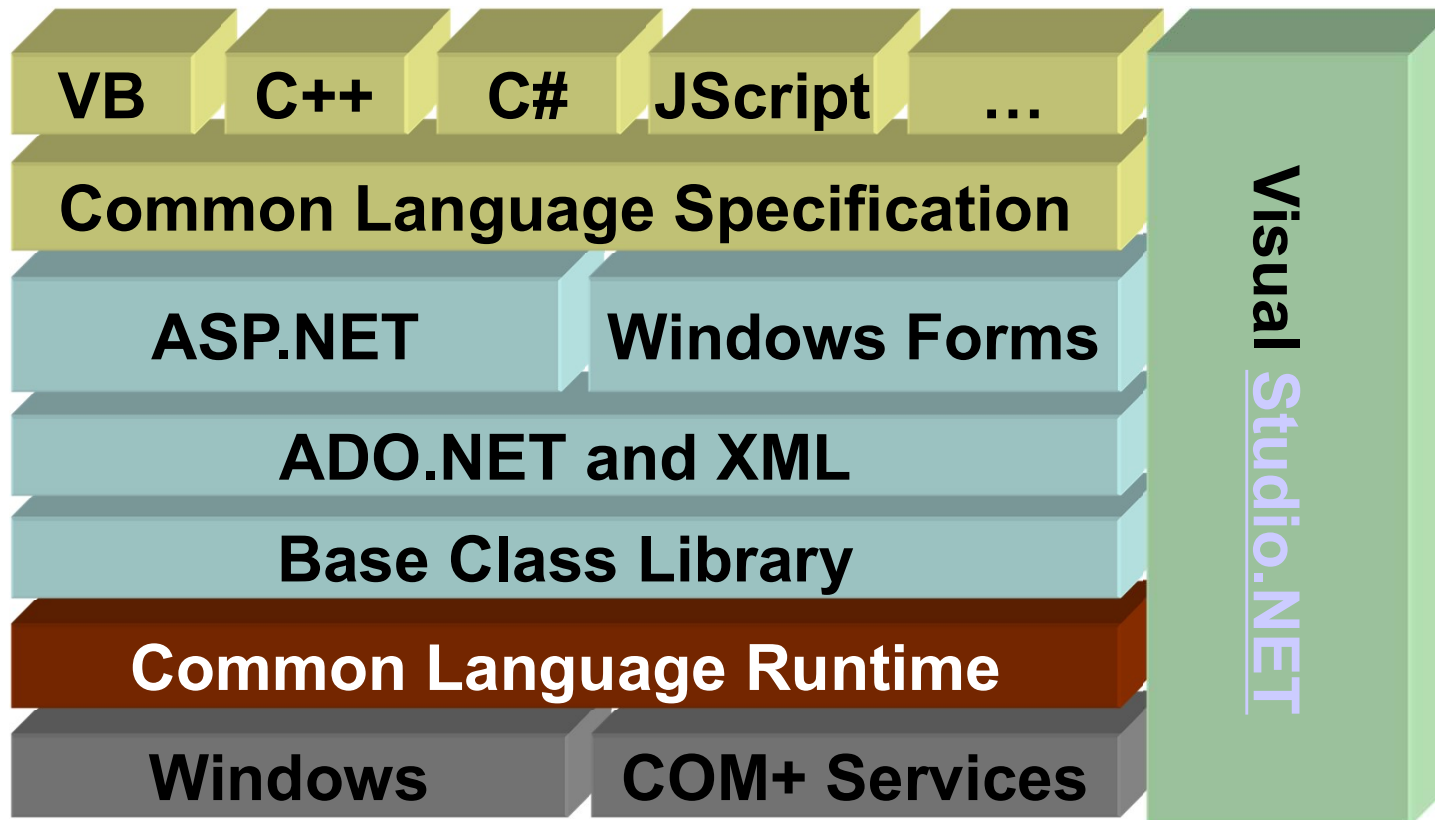 VB C++ C# JScript …
Common Language Specification
ASP.NET Windows Forms
ADO.NET and XML
Base Class Library
Common Language Runtime
Windows COM+ Services
Visual Studio.NET